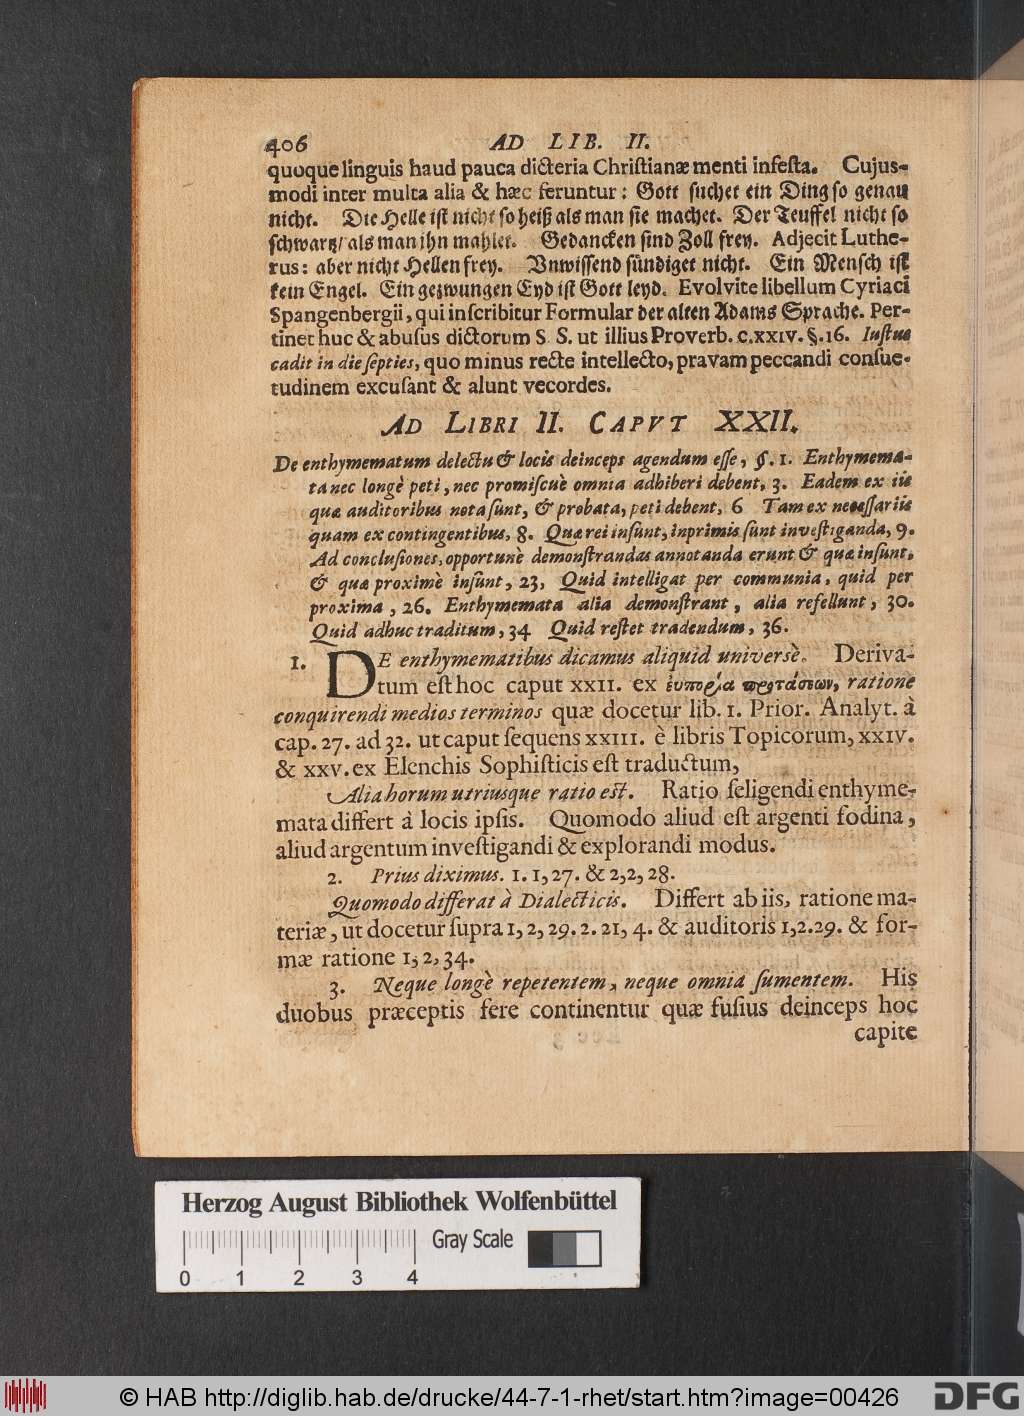 406 AD LIB. II.
quoque linguis haud pauca dicteria Christianæ menti infesta. Cujus-
modi inter multa alia & hæc feruntur: Gott suchet ein Ding so genau
nicht. Die Helle ist nicht so heiß als man sie machet. Der Teuffel nicht so
schwartz/ als man jhn mahlet. Gedancken sind Zoll frey. Adjecit Luthe-
rus: aber nicht Hellen frey. Vnwissend sündiget nicht. Ein Mensch ist
kein Engel. Ein gezwungen Eyd ist Gott leyd. Evolvite libellum Cyriaci
Spangenbergii, qui inscribitur Formular der alten Adams Sprache. Per-
tinet huc & abusus dictorum S. S. ut illius Proverb. c. xxiv. §. 16. Iustus
cadit in die septies, quo minus recte intellecto, pravam peccandi consue-
tudinem excusant & alunt vecordes.
AD LIBRI II. CAPVT XXII.
De enthymematum delectu & locis deinceps agendum esse, §. 1. Enthymema-
ta nec longè peti, nec promiscuè omnia adhiberi debent, 3. Eadem ex iis
quæ auditoribus nota sunt, & probata, peti debent, 6 Tam ex necessariis
quam ex contingentibus, 8. Quæ rei insunt, inprimis sunt investiganda, 9.
Ad conclusiones, opportunè demonstrandas annotanda erunt & quæ insunt,
& quæ proximè insunt, 23, Quid intelligat per communia, quid per
proxima, 26. Enthymemata alia demonstrant, alia refellunt, 30.
Quid adhuc traditum, 34 Quid restet tradendum, 36.
1. DE enthymematibus dicamus aliquid universè. Deriva-
tum est hoc caput xxii. ex ἐυπορία προτάσεων, ratione
conquirendi medios terminos quæ docetur lib. 1. Prior. Analyt. à
cap. 27. ad 32. ut caput sequens xxiii. è libris Topicorum, xxiv.
& xxv. ex Elenchis Sophisticis est traductum,
Alia horum utriusque ratio est. Ratio seligendi enthyme-
mata differt à locis ipsis. Quomodo aliud est argenti fodina,
aliud argentum investigandi & explorandi modus.
2. Prius diximus. 1. 1, 27. & 2, 2, 28.
Quomodo differat à Dialecticis. Differt ab iis, ratione ma-
teriæ, ut docetur supra 1, 2, 29. 2. 21, 4. & auditoris 1, 2. 29. & for-
mæ ratione 1, 2, 34.
3. Neque longè repetentem, neque omnia sumentem. His
duobus præceptis fere continentur quæ fusius deinceps hoc
capite
Herzog August Bibliothek Wolfenbüttel
Gray Scale
0 1 2 3 4
© HAB http://diglib.hab.de/drucke/44-7-1-rhet/start.htm?image=00426
DFG